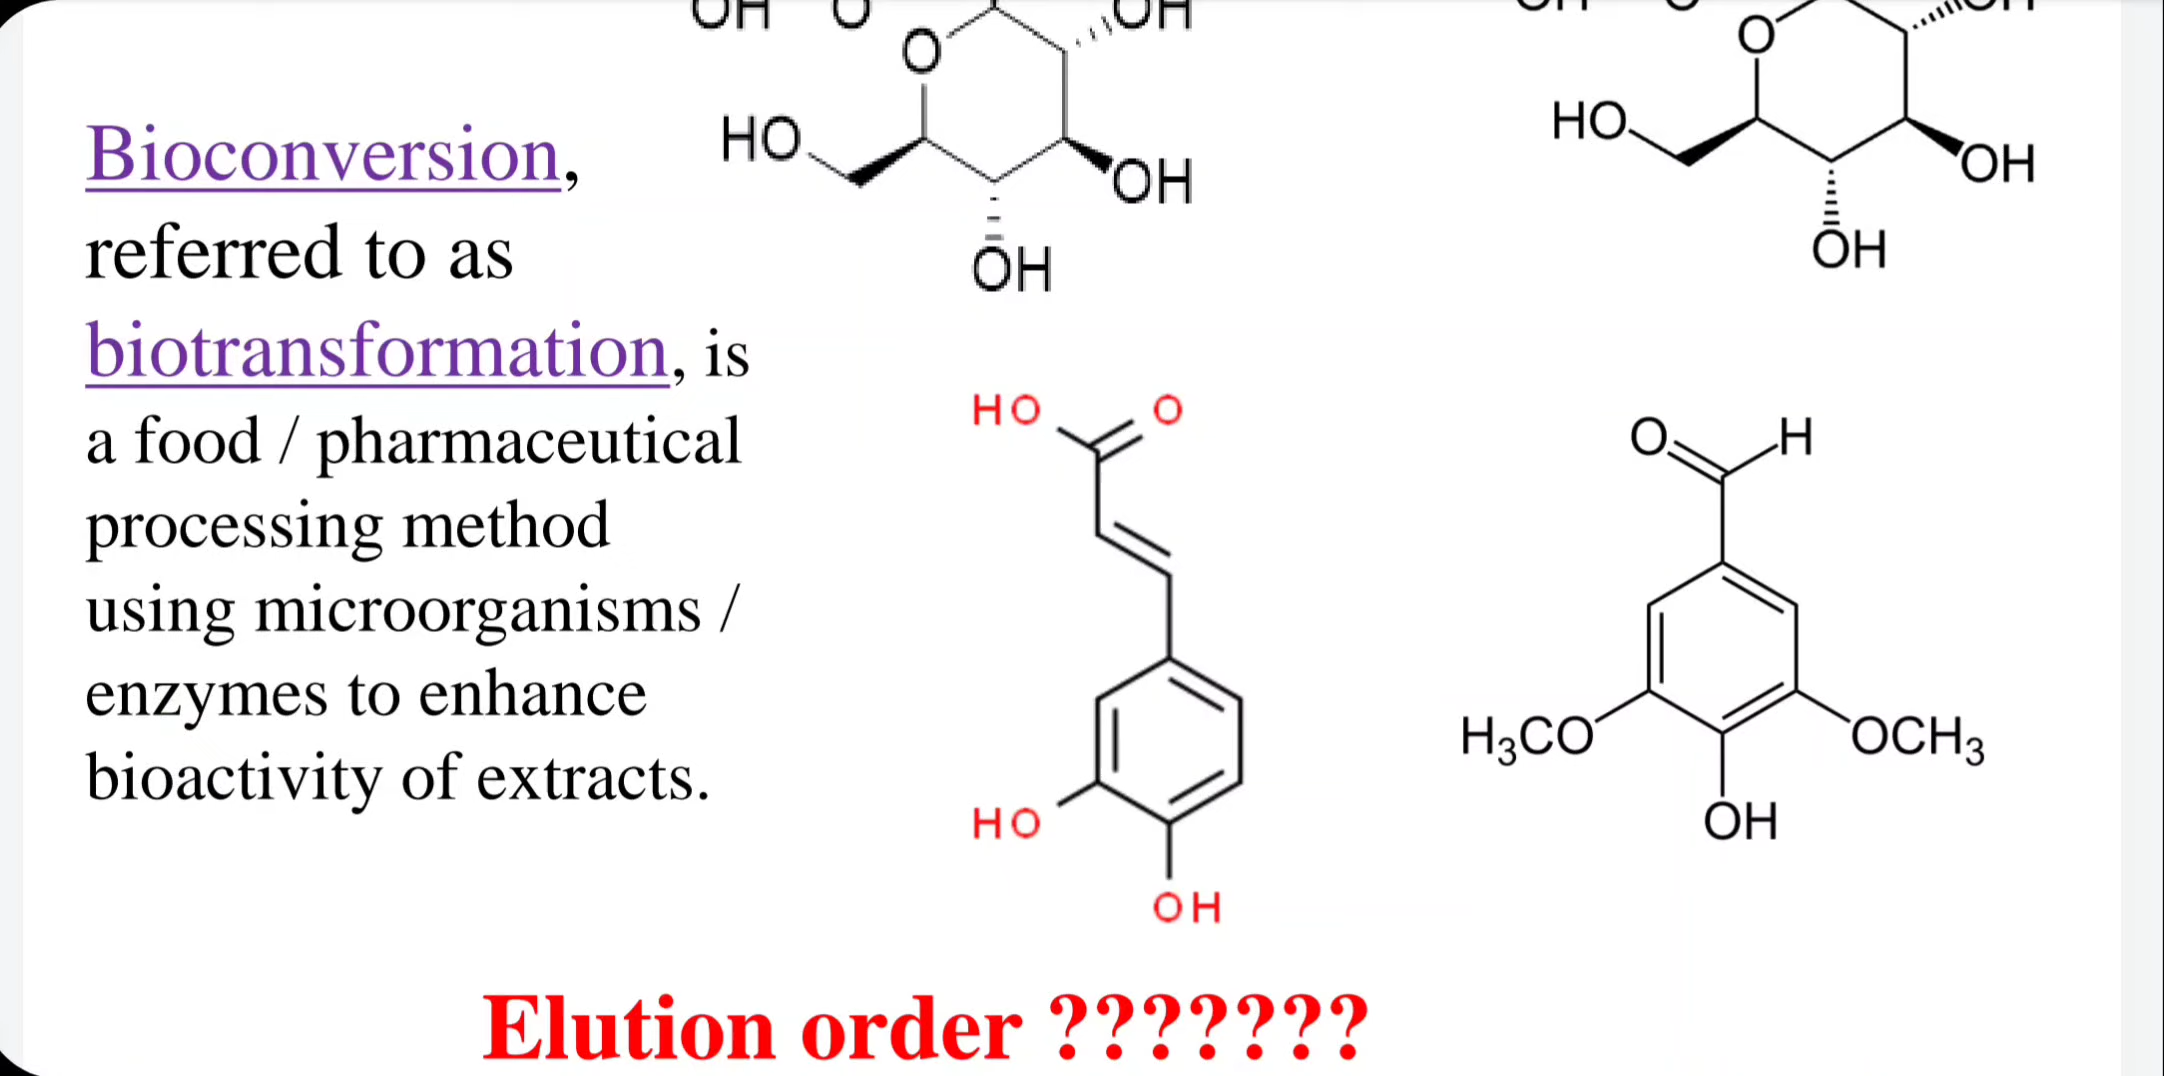 OH O OH
O
O
HO
OH
OH
HO
OH
OH
Bioconversion,
referred to as
biotransformation, is
a food / pharmaceutical
processing method
using microorganisms /
enzymes to enhance
bioactivity of extracts.
HO O
HO
OH
O H
H₃CO OCH₃
OH
Elution order ???????